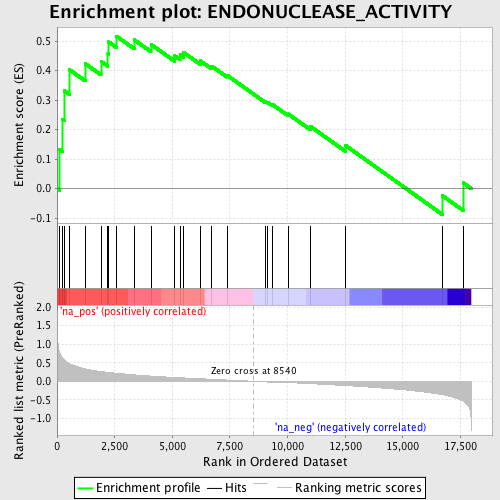 Enrichment plot: ENDONUCLEASE_ACTIVITY
Enrichment score (ES)
0.5
0.4
0.3
0.2
0.1
0.0
-0.1
'na_pos' (positively correlated)
Ranked list metric (PreRanked)
2.0
1.5
1.0
0.5
0.0
-0.5
-1.0
Zero cross at 8540
'na_neg' (negatively correlated)
0 2,500 5,000 7,500 10,000 12,500 15,000 17,500
Rank in Ordered Dataset
Enrichment profile Hits Ranking metric scores